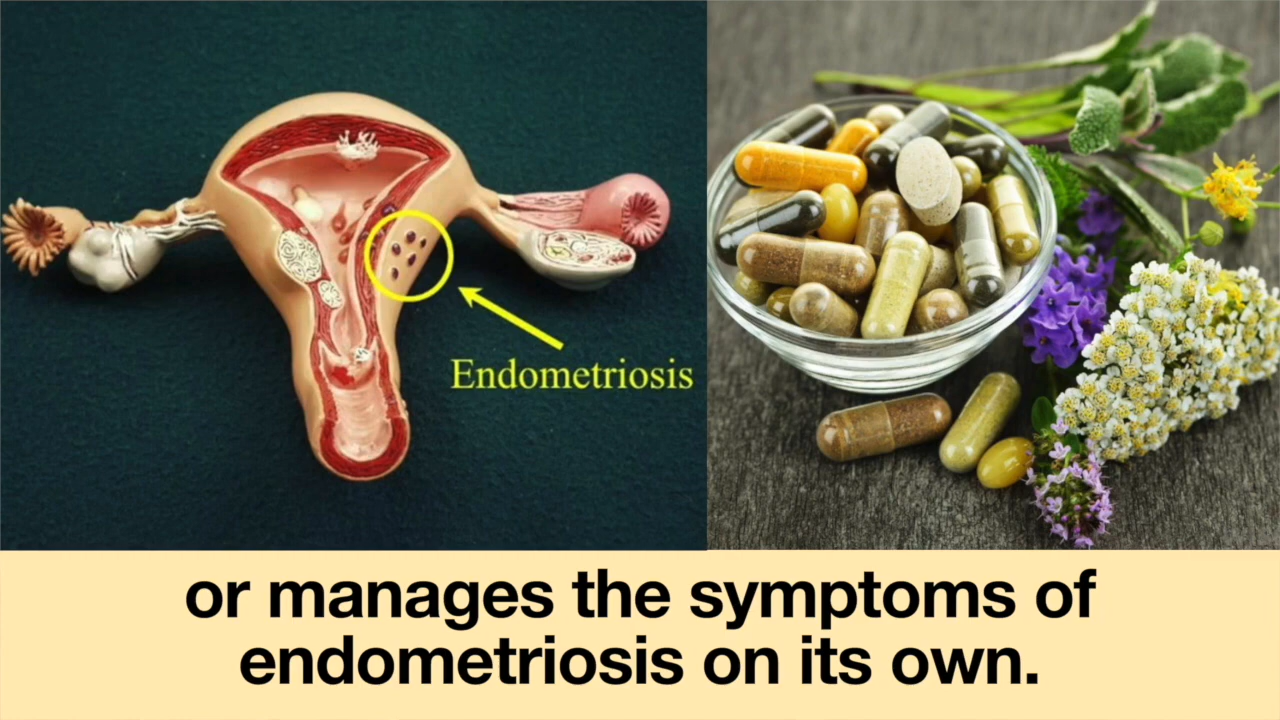 Endometriosis
or manages the symptoms of
endometriosis on its own.